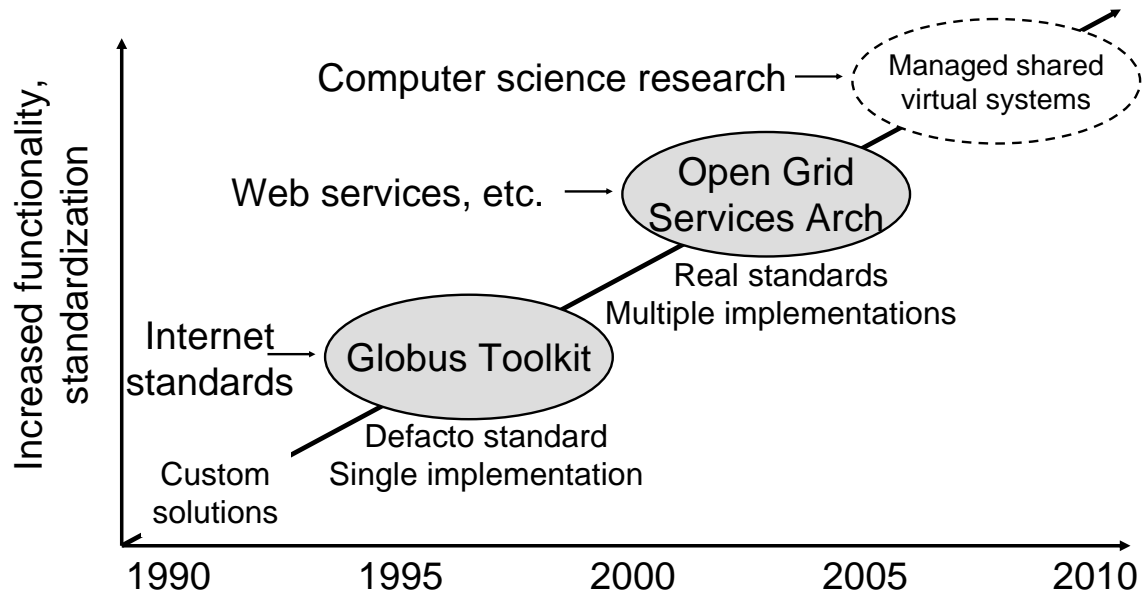 Increased functionality,
standardization
Computer science research
Managed shared
virtual systems
Web services, etc.
Open Grid
Services Arch
Real standards
Multiple implementations
Internet
standards
Globus Toolkit
Defacto standard
Single implementation
Custom
solutions
1990 1995 2000 2005 2010